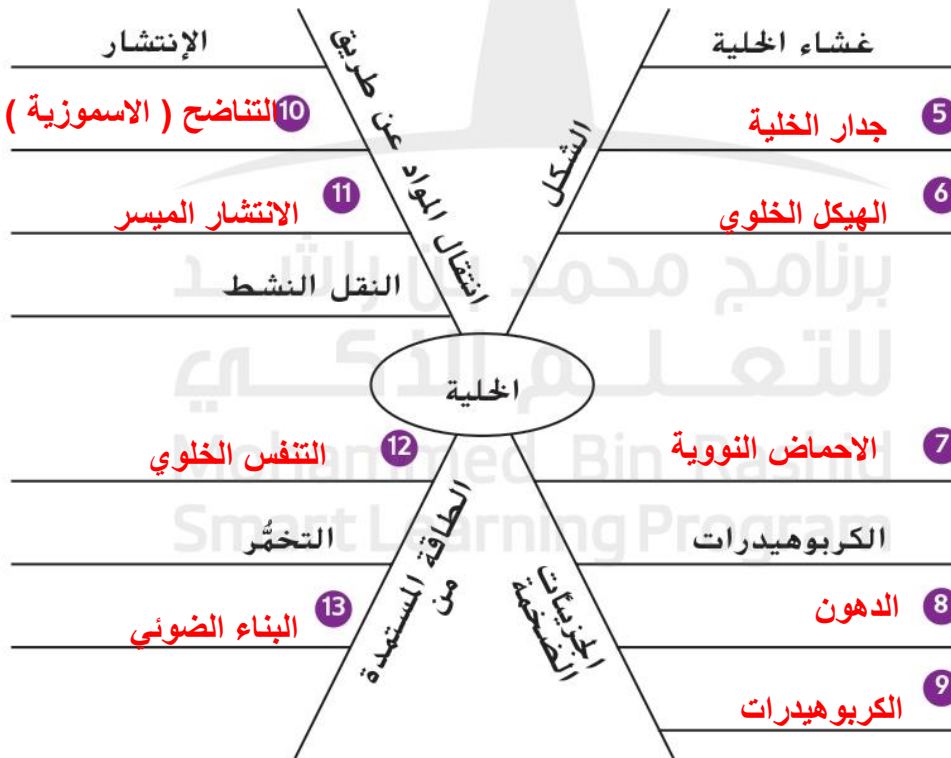 غشاء الخلية
5 جدار الخلية
6 الهيكل الخلوي
الشكل
الإنتشار
10 التناضح ( الاسموزية )
11 الانتشار الميسر
النقل النشط
انتقال المواد عن طريق
الخلية
7 الاحماض النووية
الكربوهيدرات
8 الدهون
9 الكربوهيدرات
الجزيئات الضخمة
12 التنفس الخلوي
التخمُّر
13 البناء الضوئي
الطاقة المستمدة من
برنامج محمد بن راشد
للتعلم الذكي
Mohammed Bin Rashid
Smart Learning Program